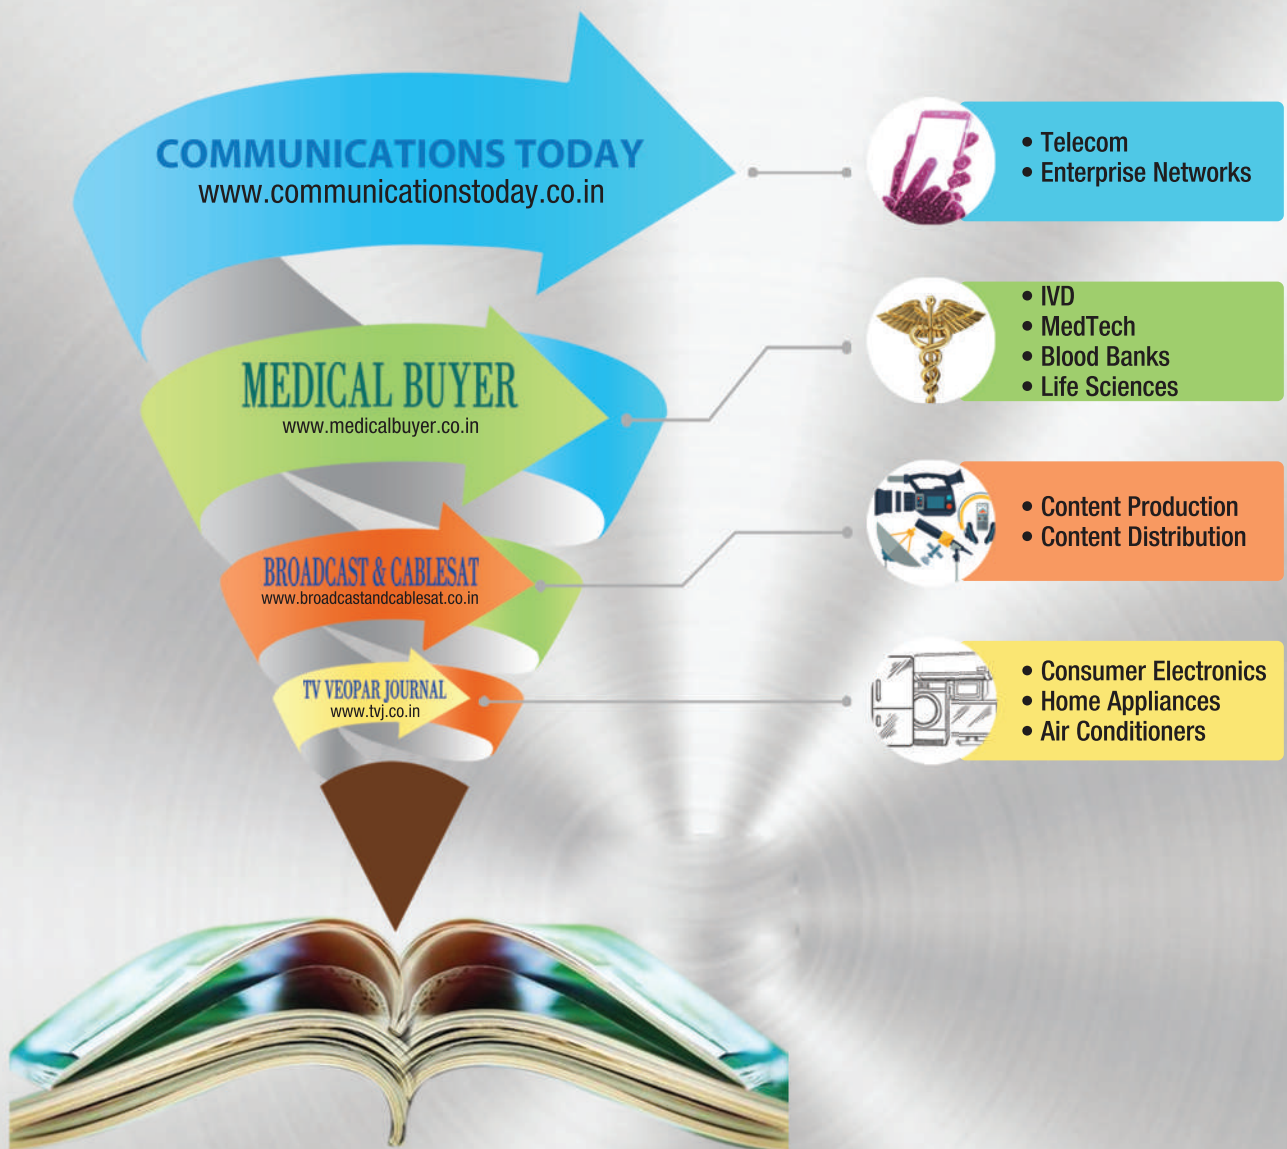 COMMUNICATIONS TODAY
www.communicationstoday.co.in
• Telecom
• Enterprise Networks
MEDICAL BUYER
www.medicalbuyer.co.in
• IVD
• MedTech
• Blood Banks
• Life Sciences
BROADCAST & CABLESAT
www.broadcastandcablesat.co.in
• Content Production
• Content Distribution
TV VEOPAR JOURNAL
www.tvj.co.in
• Consumer Electronics
• Home Appliances
• Air Conditioners